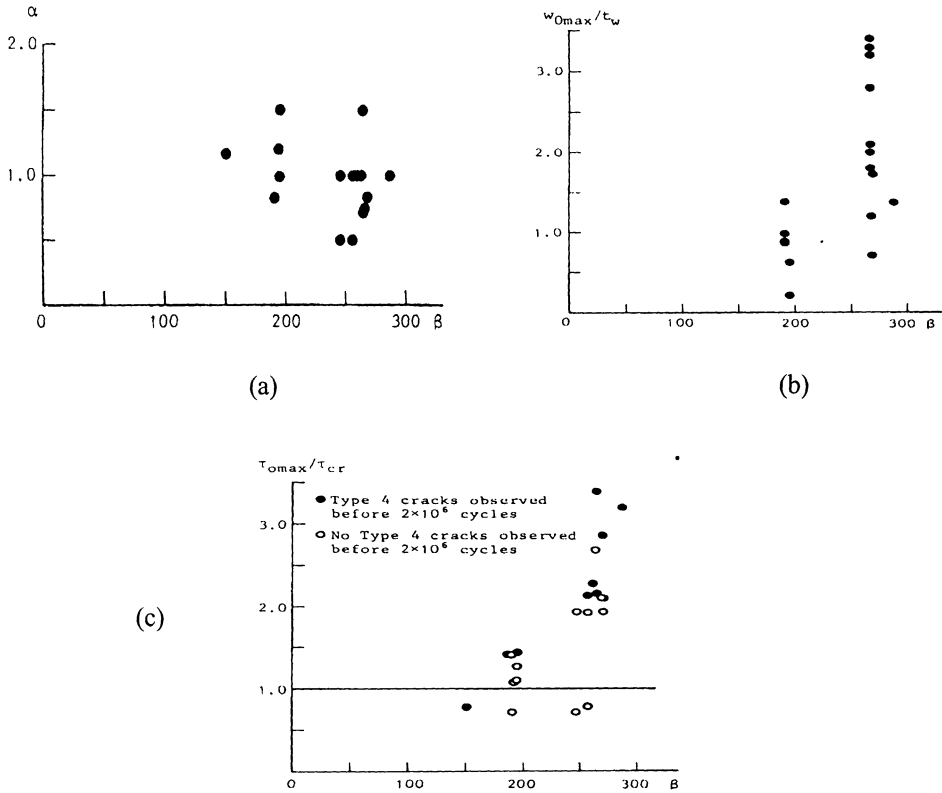 α
2.0
1.0
0
100
200
300
β
(a)
w0max/tw
3.0
2.0
1.0
0
100
200
300
β
(b)
τomax/τcr
● Type 4 cracks observed
before 2×10⁶ cycles
○ No Type 4 cracks observed
before 2×10⁶ cycles
3.0
2.0
1.0
0
100
200
300
β
(c)